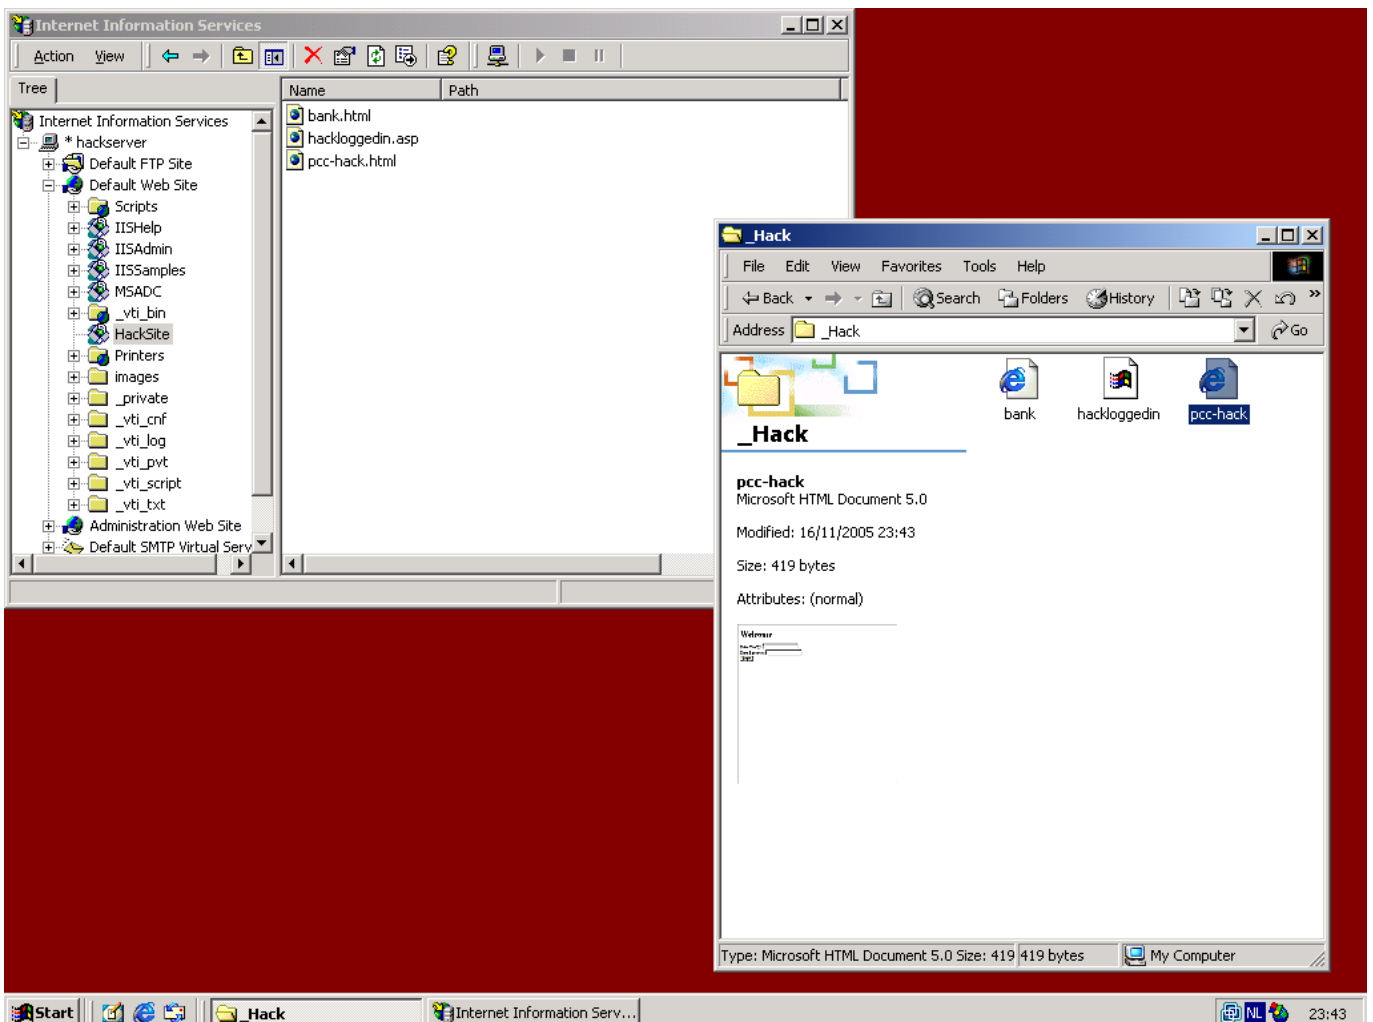 Internet Information Services
Action View
Tree
Name Path
Internet Information Services
* hackserver
Default FTP Site
Default Web Site
Scripts
IISHelp
IISAdmin
IISSamples
MSADC
_vti_bin
HackSite
Printers
images
_private
_vti_cnf
_vti_log
_vti_pvt
_vti_script
_vti_txt
Administration Web Site
Default SMTP Virtual Serv
bank.html
hackloggedin.asp
pcc-hack.html
_Hack
File Edit View Favorites Tools Help
Back Search Folders History »
Address _Hack Go
bank hackloggedin pcc-hack
_Hack
pcc-hack
Microsoft HTML Document 5.0
Modified: 16/11/2005 23:43
Size: 419 bytes
Attributes: (normal)
Welcome
Type: Microsoft HTML Document 5.0 Size: 419 419 bytes My Computer
Start _Hack Internet Information Serv... NL 23:43